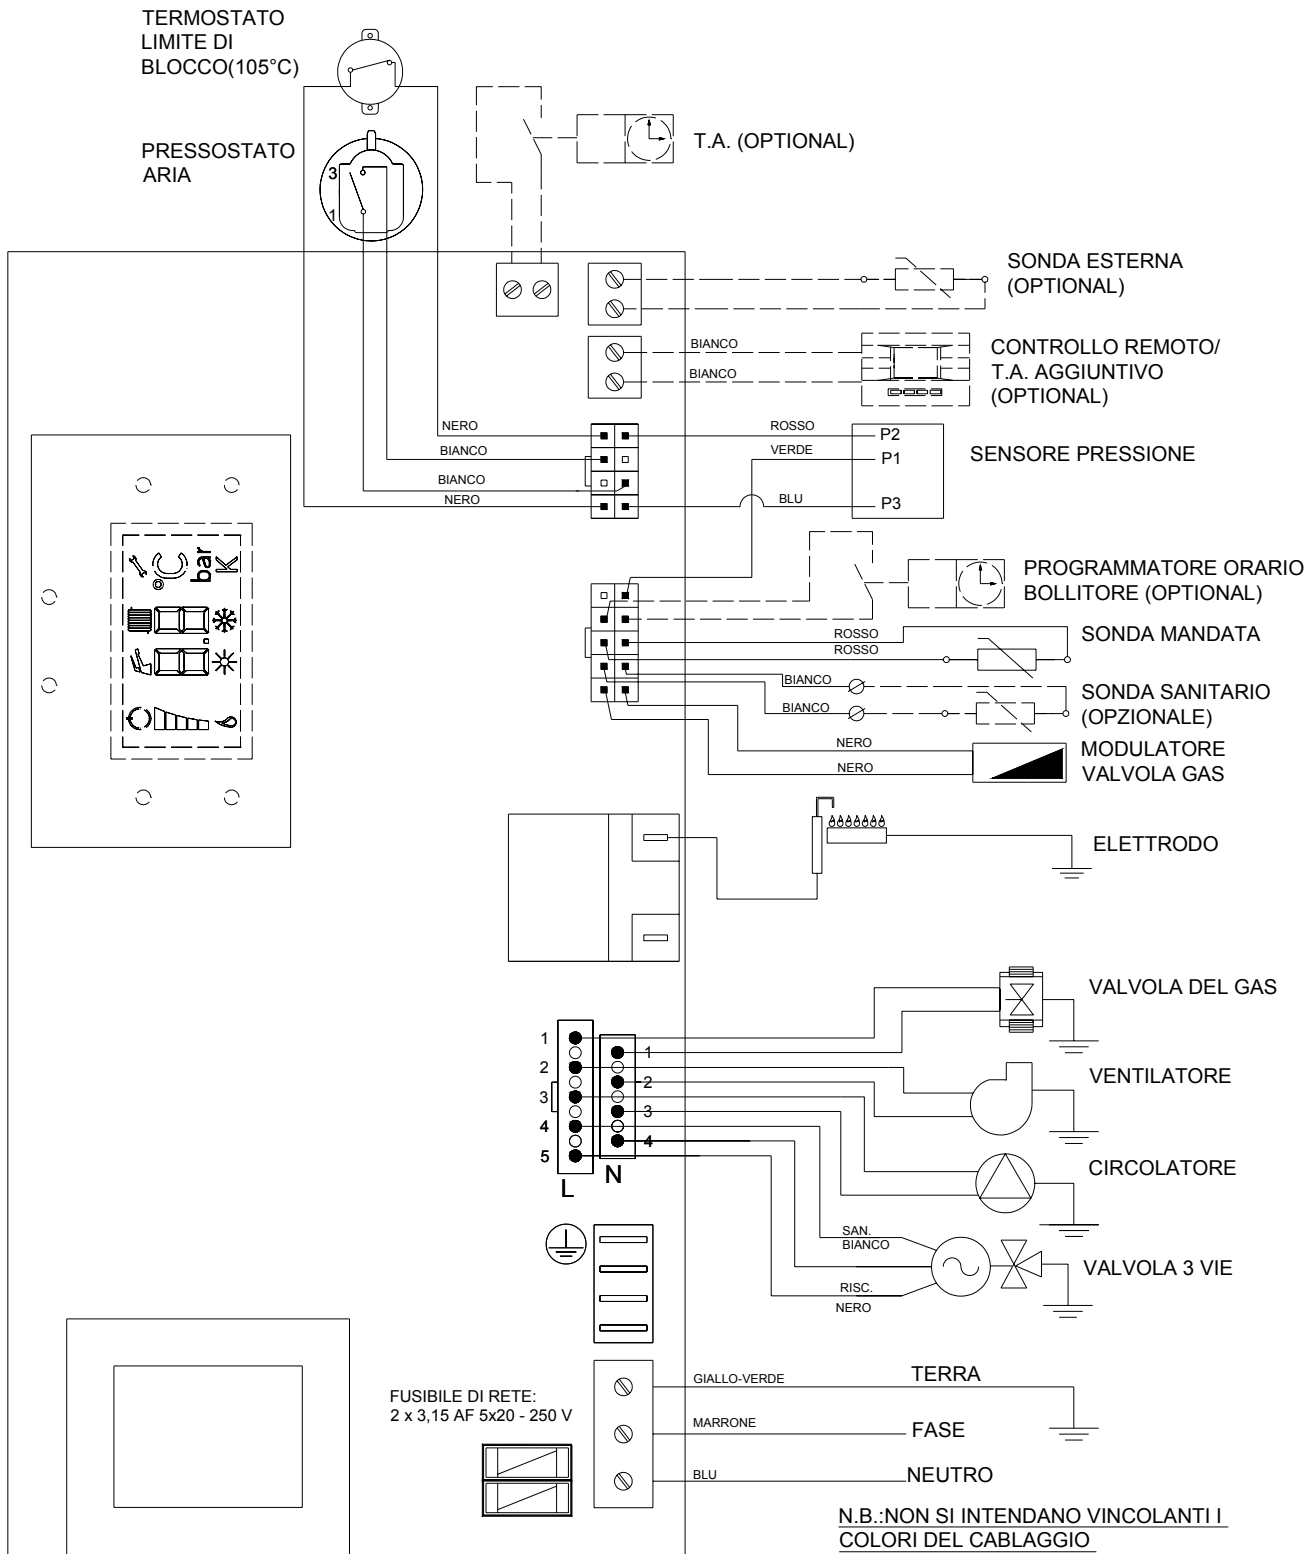 TERMOSTATO
LIMITE DI
BLOCCO(105°C)
T.A. (OPTIONAL)
PRESSOSTATO
ARIA
3
1
SONDA ESTERNA
(OPTIONAL)
BIANCO
BIANCO
CONTROLLO REMOTO/
T.A. AGGIUNTIVO
(OPTIONAL)
NERO
BIANCO
BIANCO
NERO
ROSSO
VERDE
BLU
P2
P1
P3
SENSORE PRESSIONE
°C
bar
K
PROGRAMMATORE ORARIO
BOLLITORE (OPTIONAL)
ROSSO
ROSSO
SONDA MANDATA
BIANCO
BIANCO
SONDA SANITARIO
(OPZIONALE)
NERO
NERO
MODULATORE
VALVOLA GAS
ELETTRODO
VALVOLA DEL GAS
1
2
3
4
5
L
1
2
3
4
N
VENTILATORE
CIRCOLATORE
SAN.
BIANCO
RISC.
NERO
VALVOLA 3 VIE
FUSIBILE DI RETE:
2 x 3,15 AF 5x20 - 250 V
GIALLO-VERDE
TERRA
MARRONE
FASE
BLU
NEUTRO
N.B.:NON SI INTENDANO VINCOLANTI I
COLORI DEL CABLAGGIO